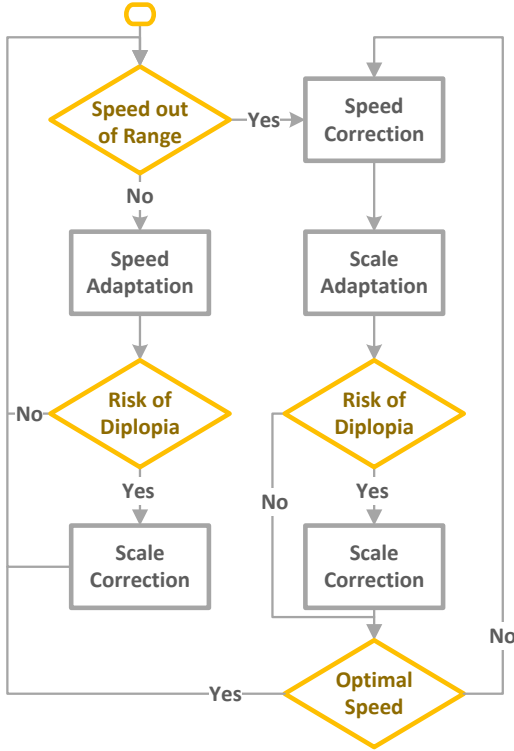 Speed out
of Range
Yes
Speed
Correction
No
Speed
Adaptation
Scale
Adaptation
No
Risk of
Diplopia
Risk of
Diplopia
Yes
No
Yes
Scale
Correction
Scale
Correction
No
Yes
Optimal
Speed